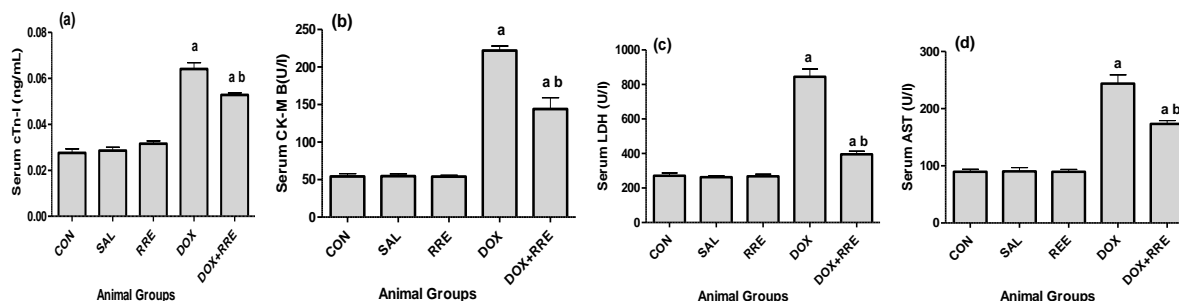 (a)
Serum cTn-I (ng/mL)
0.08
0.06
0.04
0.02
0.00
a
a b
CON
SAL
RRE
DOX
DOX+RRE
Animal Groups
(b)
Serum CK-M B(U/l)
250
200
150
100
50
0
a
a b
CON
SAL
RRE
DOX
DOX+RRE
Animal Groups
(c)
Serum LDH (U/l)
1000
800
600
400
200
0
a
a b
CON
SAL
RRE
DOX
DOX+RRE
Animal Groups
(d)
Serum AST (U/l)
300
200
100
0
a
a b
CON
SAL
REE
DOX
DOX+RRE
Animal Groups